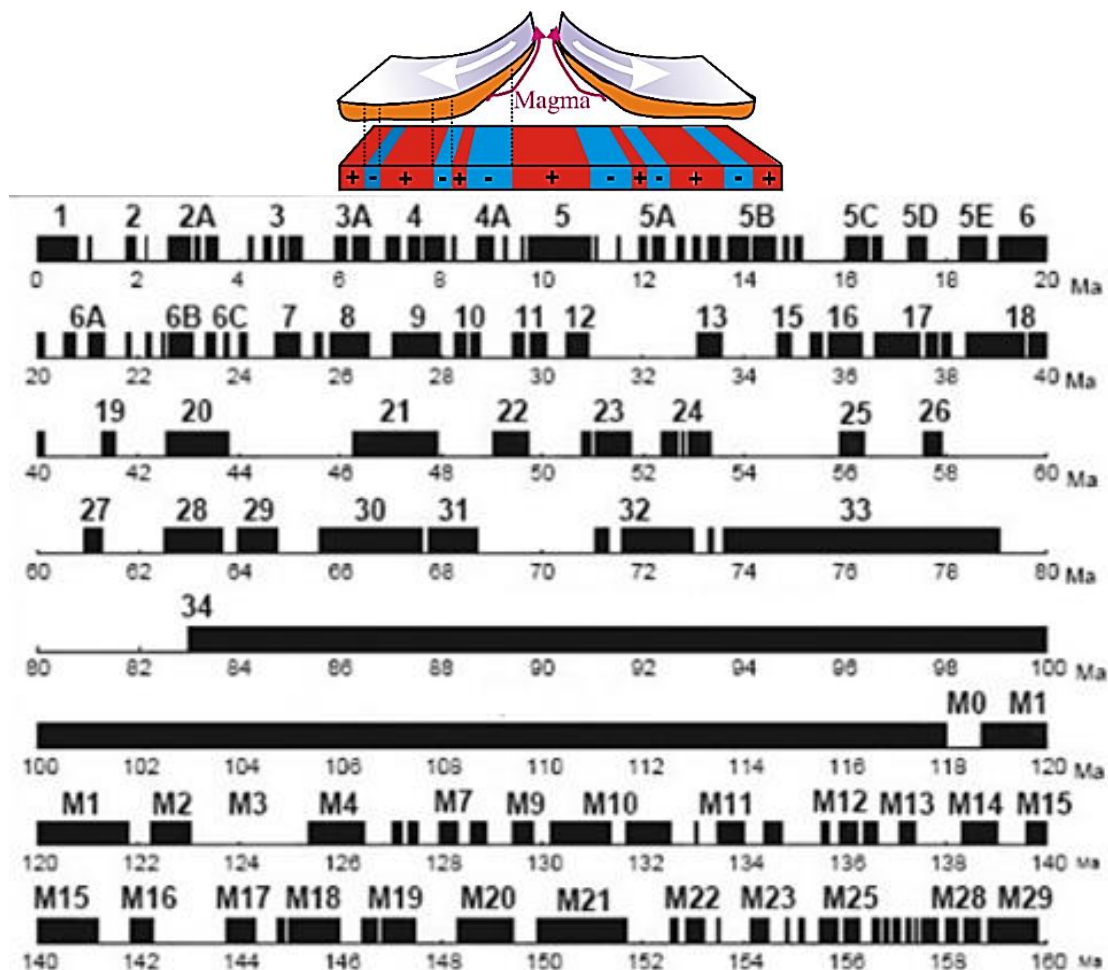 Magma
+ - + - + - + - + - + - +
1 2 2A 3 3A 4 4A 5 5A 5B 5C 5D 5E 6
0 2 4 6 8 10 12 14 16 18 20 Ma
6A 6B 6C 7 8 9 10 11 12 13 15 16 17 18
20 22 24 26 28 30 32 34 36 38 40 Ma
19 20 21 22 23 24 25 26
40 42 44 46 48 50 52 54 56 58 60 Ma
27 28 29 30 31 32 33
60 62 64 66 68 70 72 74 76 78 80 Ma
34
80 82 84 86 88 90 92 94 96 98 100 Ma
M0 M1
100 102 104 106 108 110 112 114 116 118 120 Ma
M1 M2 M3 M4 M7 M9 M10 M11 M12 M13 M14 M15
120 122 124 126 128 130 132 134 136 138 140 Ma
M15 M16 M17 M18 M19 M20 M21 M22 M23 M25 M28 M29
140 142 144 146 148 150 152 154 156 158 160 Ma